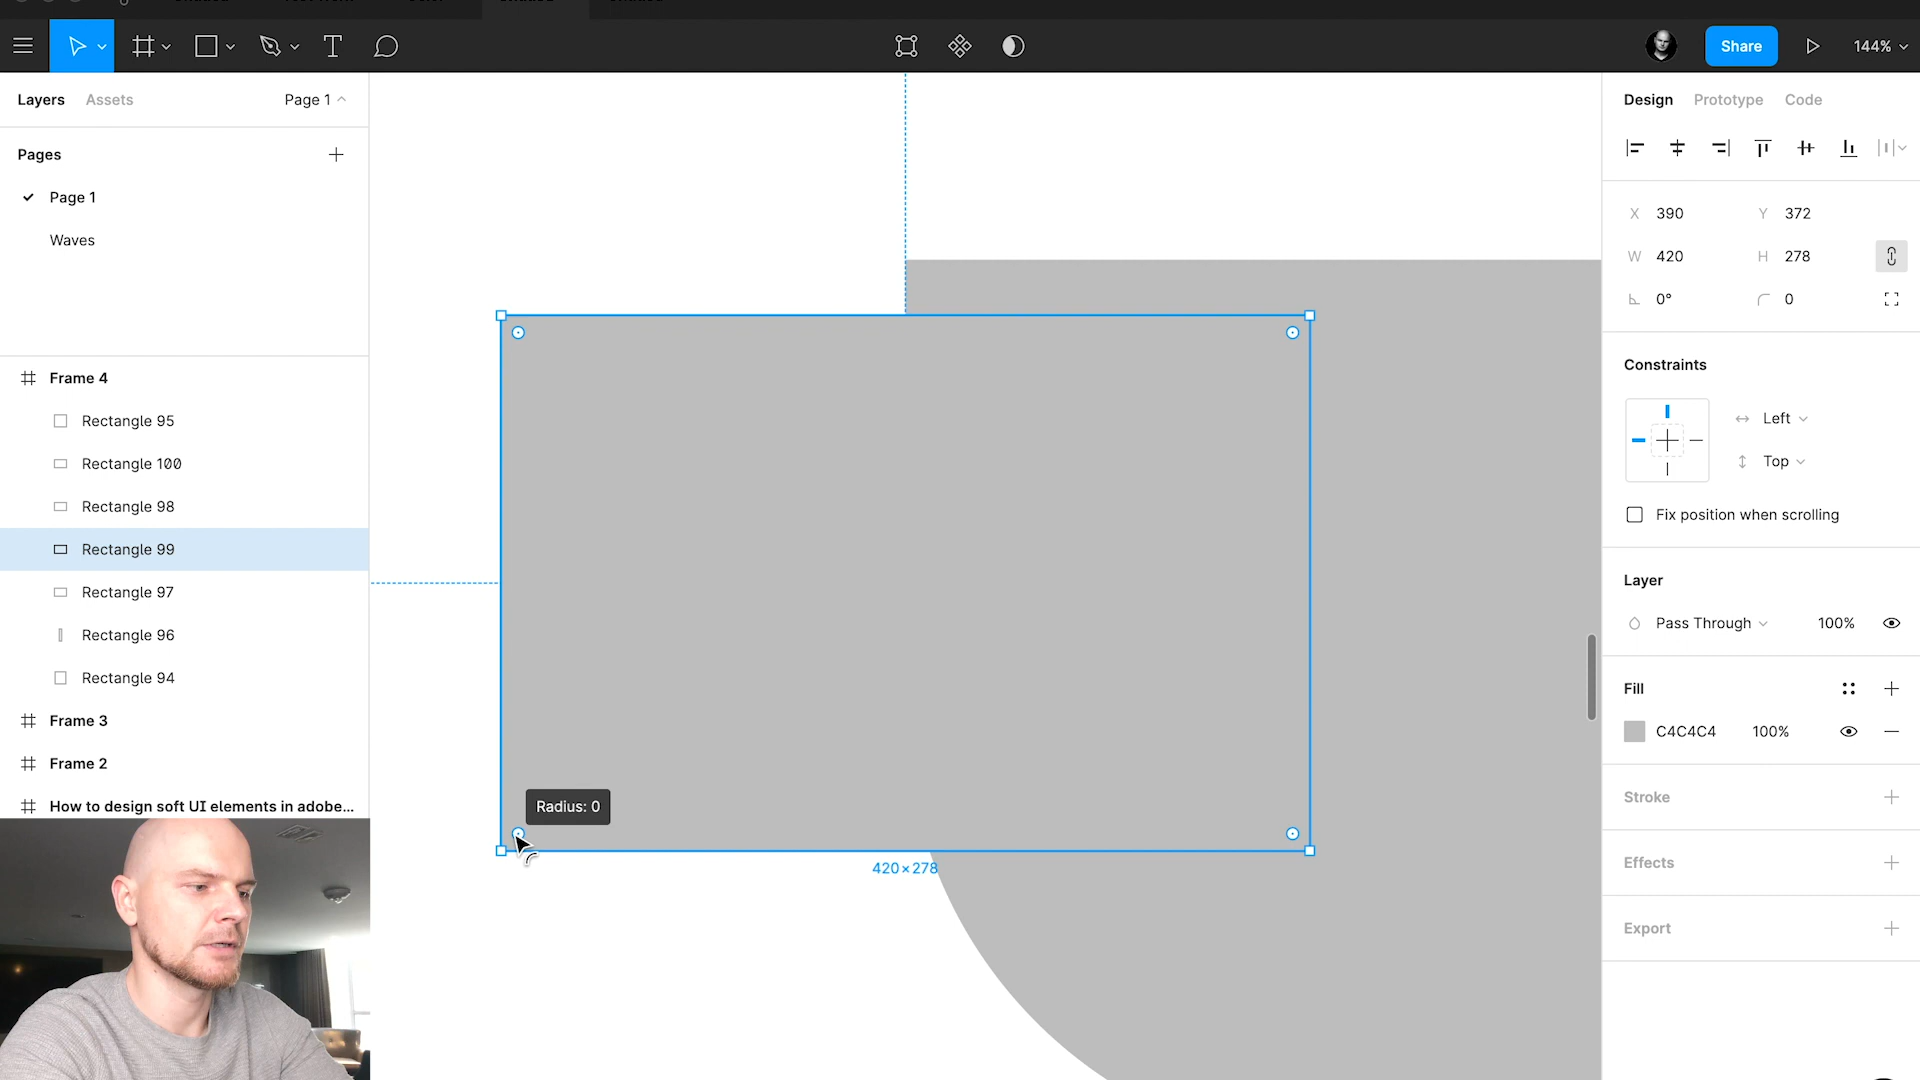 Share
144%
Layers
Assets
Page 1
Pages
Page 1
Waves
Frame 4
Rectangle 95
Rectangle 100
Rectangle 98
Rectangle 99
Rectangle 97
Rectangle 96
Rectangle 94
Frame 3
Frame 2
How to design soft UI elements in adobe...
Radius: 0
420×278
Design
Prototype
Code
X 390
Y 372
W 420
H 278
0°
0
Constraints
Left
Top
Fix position when scrolling
Layer
Pass Through
100%
Fill
C4C4C4
100%
Stroke
Effects
Export